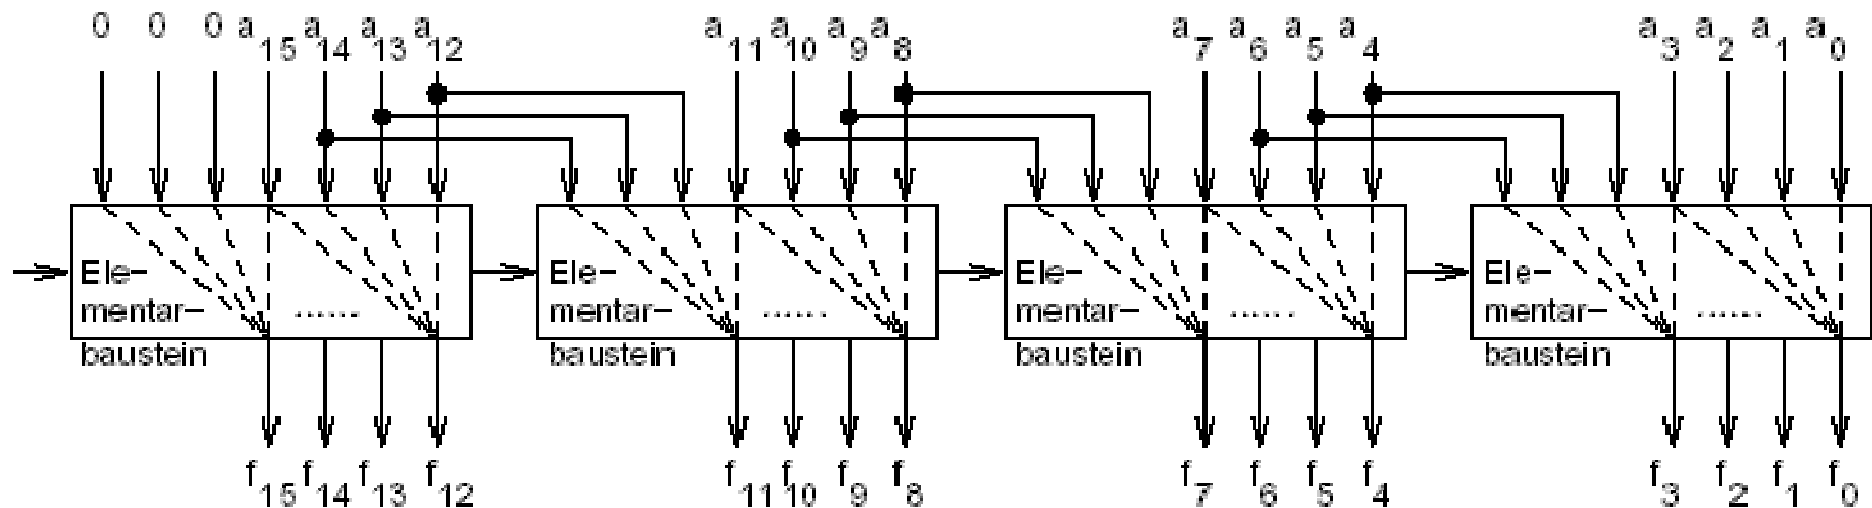 0 0 0 a15 a14 a13 a12 a11 a10 a9 a8 a7 a6 a5 a4 a3 a2 a1 a0
Ele– Ele– Ele– Ele–
mentar– ...... mentar– ...... mentar– ...... mentar– ......
baustein baustein baustein baustein
f15 f14 f13 f12 f11 f10 f9 f8 f7 f6 f5 f4 f3 f2 f1 f0